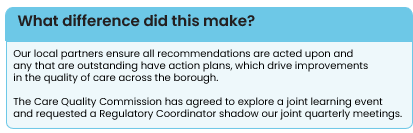 What difference did this make?
Our local partners ensure all recommendations are acted upon and
any that are outstanding have action plans, which drive improvements
in the quality of care across the borough.
The Care Quality Commission has agreed to explore a joint learning event
and requested a Regulatory Coordinator shadow our joint quarterly meetings.